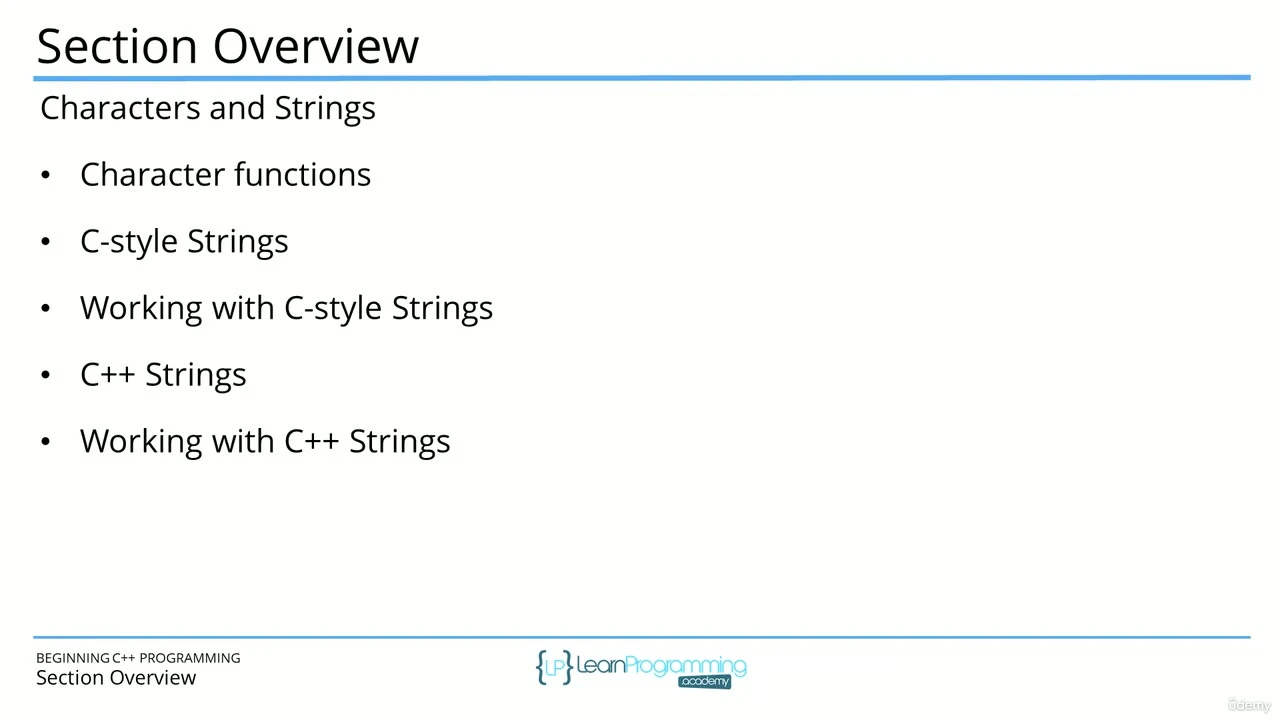 Section Overview
Characters and Strings
• Character functions
• C-style Strings
• Working with C-style Strings
• C++ Strings
• Working with C++ Strings
BEGINNING C++ PROGRAMMING
Section Overview
{LP} LearnProgramming
.academy
ûdemy